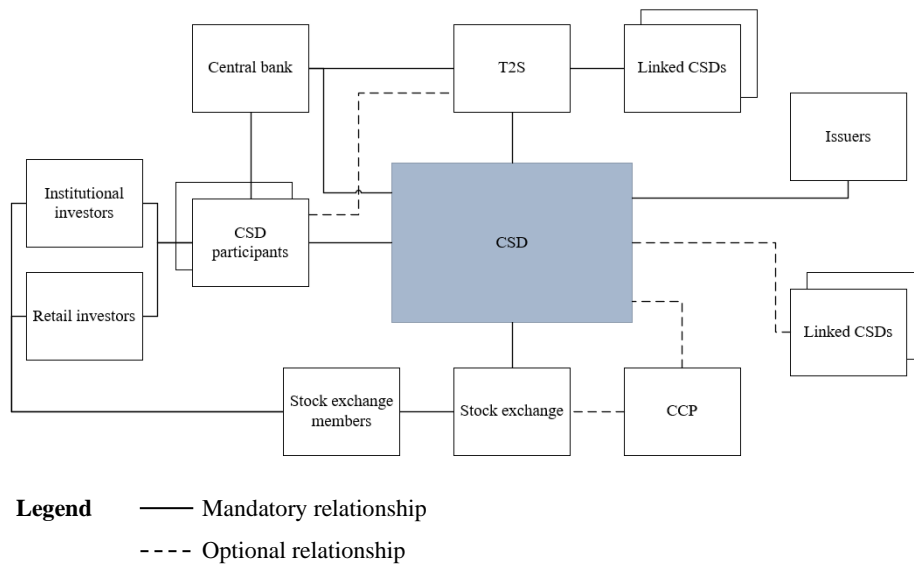 Central bank
T2S
Linked CSDs
Issuers
Institutional
investors
CSD
participants
CSD
Retail investors
Linked CSDs
Stock exchange
members
Stock exchange
CCP
Legend
Mandatory relationship
Optional relationship